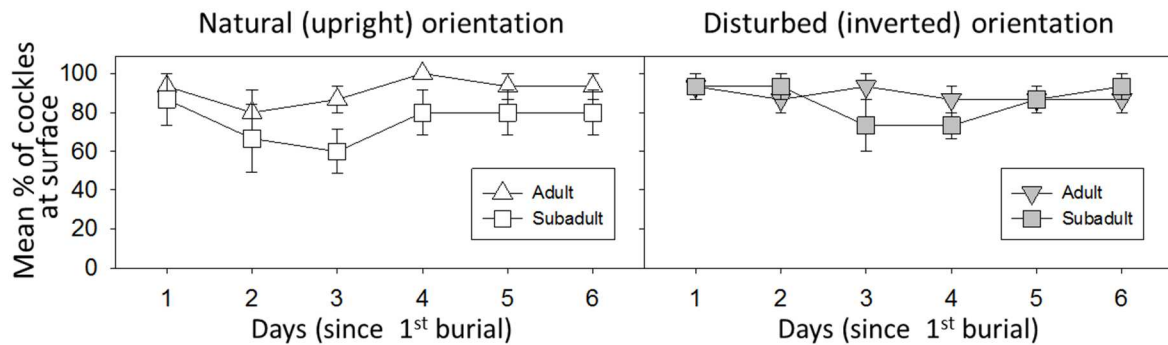 Natural (upright) orientation
Disturbed (inverted) orientation
Mean % of cockles
at surface
100
80
60
40
20
0
Adult
Subadult
Adult
Subadult
1 2 3 4 5 6
1 2 3 4 5 6
Days (since 1st burial)
Days (since 1st burial)